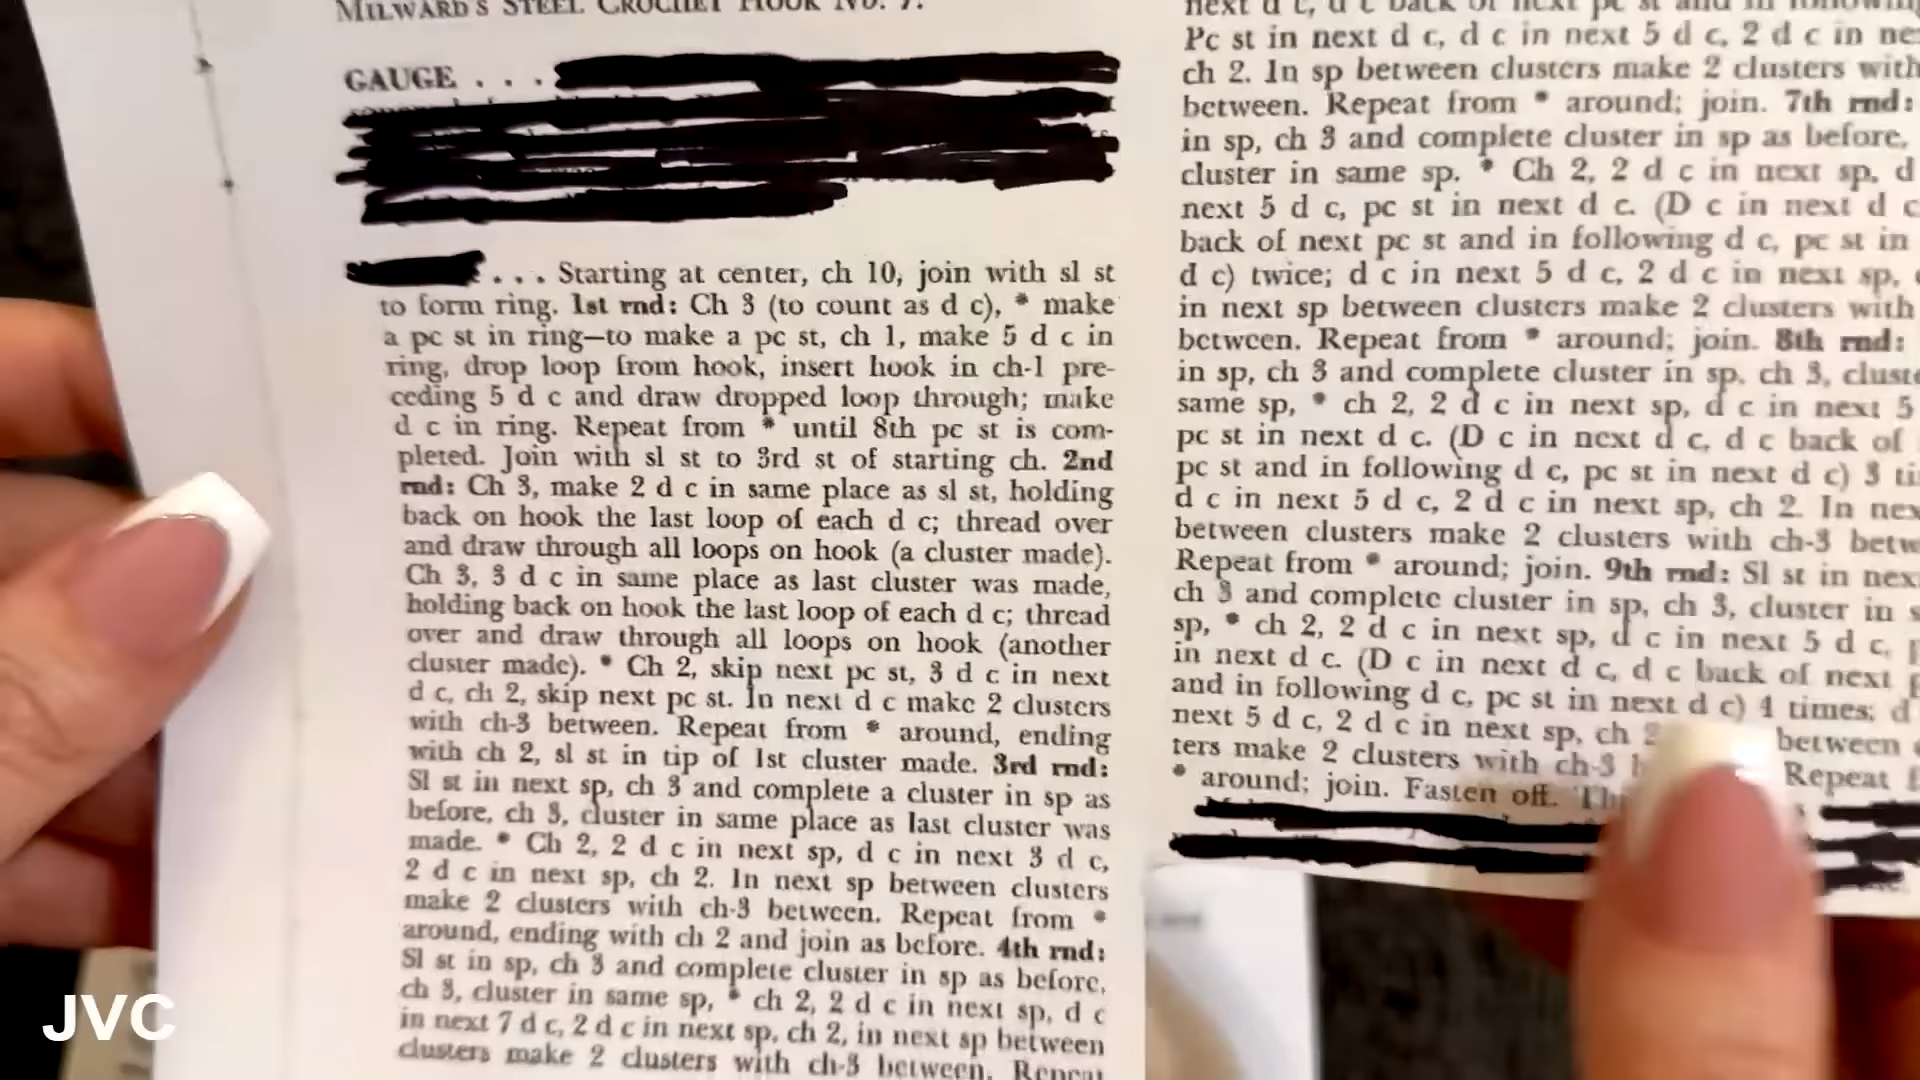 MILWARD'S STEEL CROCHET HOOK No. 7.
GAUGE . . .
. . . Starting at center, ch 10, join with sl st
to form ring. 1st rnd: Ch 3 (to count as d c), * make
a pc st in ring—to make a pc st, ch 1, make 5 d c in
ring, drop loop from hook, insert hook in ch-1 pre-
ceding 5 d c and draw dropped loop through; make
d c in ring. Repeat from * until 8th pc st is com-
pleted. Join with sl st to 3rd st of starting ch. 2nd
rnd: Ch 3, make 2 d c in same place as sl st, holding
back on hook the last loop of each d c; thread over
and draw through all loops on hook (a cluster made).
Ch 3, 3 d c in same place as last cluster was made,
holding back on hook the last loop of each d c; thread
over and draw through all loops on hook (another
cluster made). * Ch 2, skip next pc st, 3 d c in next
d c, ch 2, skip next pc st. In next d c make 2 clusters
with ch-3 between. Repeat from * around, ending
with ch 2, sl st in tip of 1st cluster made. 3rd rnd:
Sl st in next sp, ch 3 and complete a cluster in sp as
before, ch 3, cluster in same place as last cluster was
made. * Ch 2, 2 d c in next sp, d c in next 3 d c,
2 d c in next sp, ch 2. In next sp between clusters
make 2 clusters with ch-3 between. Repeat from *
around, ending with ch 2 and join as before. 4th rnd:
Sl st in sp, ch 3 and complete cluster in sp as before,
ch 3, cluster in same sp, * ch 2, 2 d c in next sp, d c
in next 7 d c, 2 d c in next sp, ch 2, in next sp between
clusters make 2 clusters with ch-3 between. Repeat
next d c, d c back of next pc st and in following
Pc st in next d c, d c in next 5 d c, 2 d c in
ch 2. In sp between clusters make 2 clusters with
between. Repeat from * around; join. 7th rnd:
in sp, ch 3 and complete cluster in sp as before,
cluster in same sp. * Ch 2, 2 d c in next sp, d
next 5 d c, pc st in next d c. (D c in next d c
back of next pc st and in following d c, pc st in
d c) twice; d c in next 5 d c, 2 d c in next sp,
in next sp between clusters make 2 clusters with
between. Repeat from * around; join. 8th rnd:
in sp, ch 3 and complete cluster in sp, ch 3,
same sp, * ch 2, 2 d c in next sp, d c in next 5
pc st in next d c. (D c in next d c, d c back of
pc st and in following d c, pc st in next d c) 3
d c in next 5 d c, 2 d c in next sp, ch 2. In
between clusters make 2 clusters with ch-3
Repeat from * around; join. 9th rnd: Sl st in
ch 3 and complete cluster in sp, ch 3, cluster in
sp, * ch 2, 2 d c in next sp, d c in next 5 d c,
in next d c. (D c in next d c, d c back of next
and in following d c, pc st in next d c) 4 times; d
next 5 d c, 2 d c in next sp, ch between
ters make 2 clusters with ch-3 Repeat
* around; join. Fasten off.
JVC